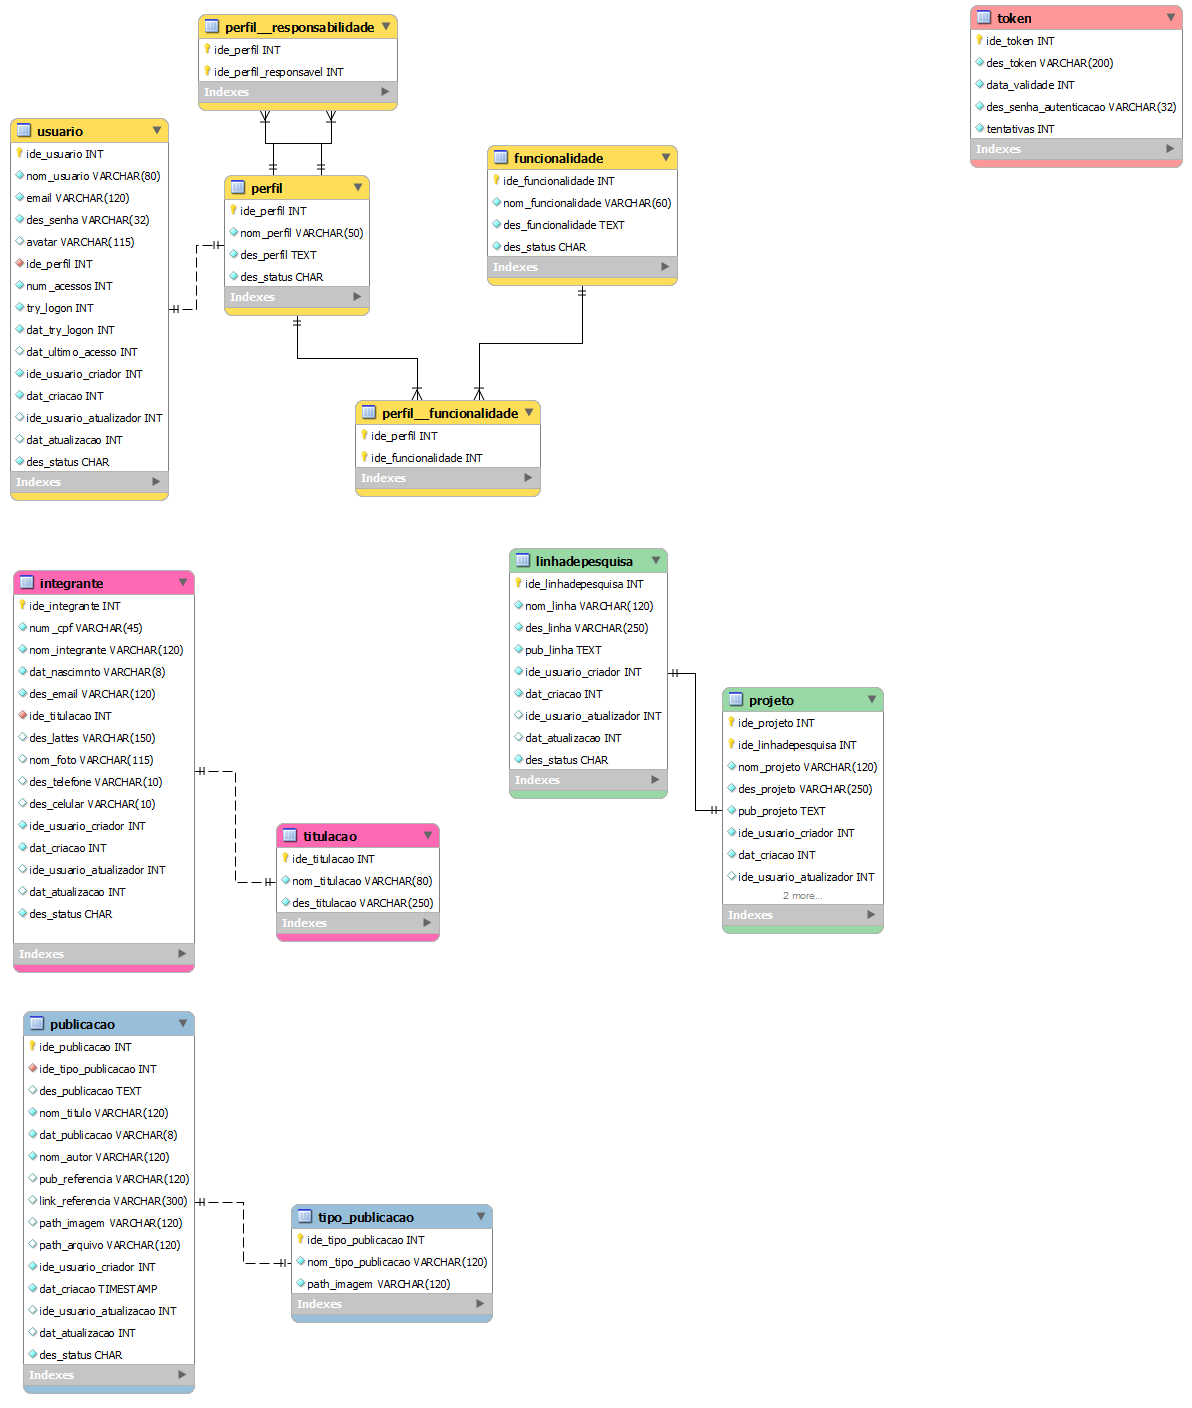 perfil__responsabilidade
ide_perfil INT
ide_perfil_responsavel INT
Indexes
token
ide_token INT
des_token VARCHAR(200)
data_validade INT
des_senha_autenticacao VARCHAR(32)
tentativas INT
Indexes
usuario
ide_usuario INT
nom_usuario VARCHAR(80)
email VARCHAR(120)
des_senha VARCHAR(32)
avatar VARCHAR(115)
ide_perfil INT
num_acessos INT
try_logon INT
dat_try_logon INT
dat_ultimo_acesso INT
ide_usuario_criador INT
dat_criacao INT
ide_usuario_atualizador INT
dat_atualizacao INT
des_status CHAR
Indexes
perfil
ide_perfil INT
nom_perfil VARCHAR(50)
des_perfil TEXT
des_status CHAR
Indexes
funcionalidade
ide_funcionalidade INT
nom_funcionalidade VARCHAR(60)
des_funcionalidade TEXT
des_status CHAR
Indexes
perfil__funcionalidade
ide_perfil INT
ide_funcionalidade INT
Indexes
integrante
ide_integrante INT
num_cpf VARCHAR(45)
nom_integrante VARCHAR(120)
dat_nascimnto VARCHAR(8)
des_email VARCHAR(120)
ide_titulacao INT
des_lattes VARCHAR(150)
nom_foto VARCHAR(115)
des_telefone VARCHAR(10)
des_celular VARCHAR(10)
ide_usuario_criador INT
dat_criacao INT
ide_usuario_atualizador INT
dat_atualizacao INT
des_status CHAR
Indexes
titulacao
ide_titulacao INT
nom_titulacao VARCHAR(80)
des_titulacao VARCHAR(250)
Indexes
linhadepesquisa
ide_linhadepesquisa INT
nom_linha VARCHAR(120)
des_linha VARCHAR(250)
pub_linha TEXT
ide_usuario_criador INT
dat_criacao INT
ide_usuario_atualizador INT
dat_atualizacao INT
des_status CHAR
Indexes
projeto
ide_projeto INT
ide_linhadepesquisa INT
nom_projeto VARCHAR(120)
des_projeto VARCHAR(250)
pub_projeto TEXT
ide_usuario_criador INT
dat_criacao INT
ide_usuario_atualizador INT
2 more...
Indexes
publicacao
ide_publicacao INT
ide_tipo_publicacao INT
des_publicacao TEXT
nom_titulo VARCHAR(120)
dat_publicacao VARCHAR(8)
nom_autor VARCHAR(120)
pub_referencia VARCHAR(120)
link_referencia VARCHAR(300)
path_imagem VARCHAR(120)
path_arquivo VARCHAR(120)
ide_usuario_criador INT
dat_criacao TIMESTAMP
ide_usuario_atualizacao INT
dat_atualizacao INT
des_status CHAR
Indexes
tipo_publicacao
ide_tipo_publicacao INT
nom_tipo_publicacao VARCHAR(120)
path_imagem VARCHAR(120)
Indexes